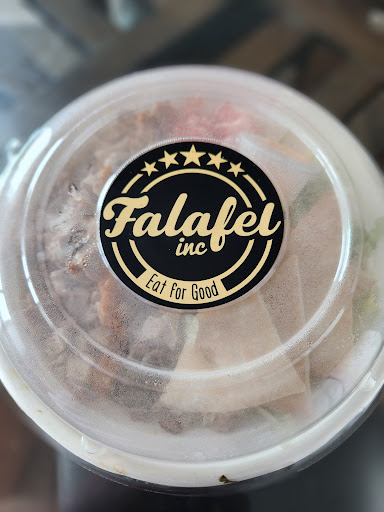 Falafel
inc
Eat For Good